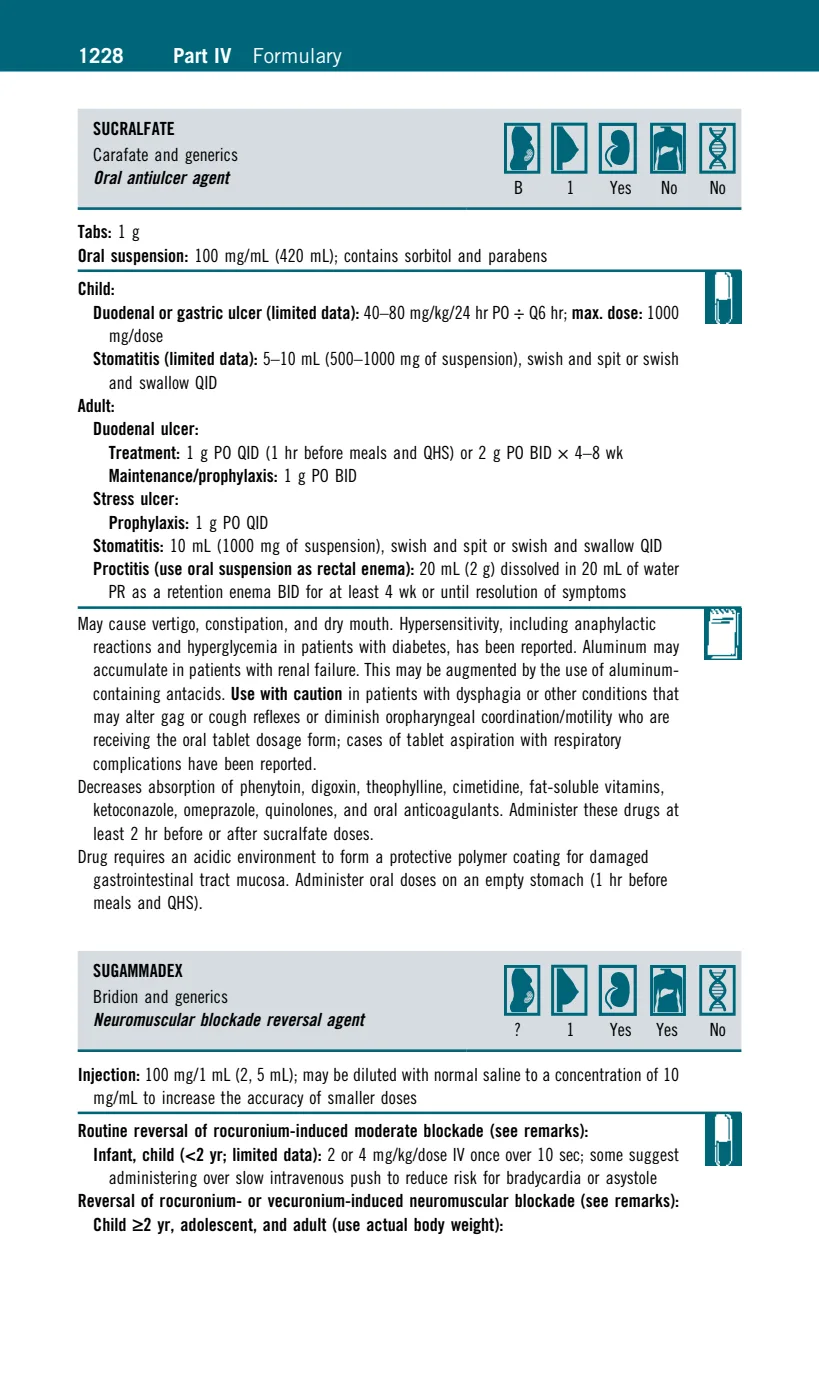 1228 Part IV Formulary
SUCRALFATE
Carafate and generics
Oral antiulcer agent
B 1 Yes No No
Tabs: 1 g
Oral suspension: 100 mg/mL (420 mL); contains sorbitol and parabens
Child:
Duodenal or gastric ulcer (limited data): 40–80 mg/kg/24 hr PO ÷ Q6 hr; max. dose: 1000
mg/dose
Stomatitis (limited data): 5–10 mL (500–1000 mg of suspension), swish and spit or swish
and swallow QID
Adult:
Duodenal ulcer:
Treatment: 1 g PO QID (1 hr before meals and QHS) or 2 g PO BID × 4–8 wk
Maintenance/prophylaxis: 1 g PO BID
Stress ulcer:
Prophylaxis: 1 g PO QID
Stomatitis: 10 mL (1000 mg of suspension), swish and spit or swish and swallow QID
Proctitis (use oral suspension as rectal enema): 20 mL (2 g) dissolved in 20 mL of water
PR as a retention enema BID for at least 4 wk or until resolution of symptoms
May cause vertigo, constipation, and dry mouth. Hypersensitivity, including anaphylactic
reactions and hyperglycemia in patients with diabetes, has been reported. Aluminum may
accumulate in patients with renal failure. This may be augmented by the use of aluminum-
containing antacids. Use with caution in patients with dysphagia or other conditions that
may alter gag or cough reflexes or diminish oropharyngeal coordination/motility who are
receiving the oral tablet dosage form; cases of tablet aspiration with respiratory
complications have been reported.
Decreases absorption of phenytoin, digoxin, theophylline, cimetidine, fat-soluble vitamins,
ketoconazole, omeprazole, quinolones, and oral anticoagulants. Administer these drugs at
least 2 hr before or after sucralfate doses.
Drug requires an acidic environment to form a protective polymer coating for damaged
gastrointestinal tract mucosa. Administer oral doses on an empty stomach (1 hr before
meals and QHS).
SUGAMMADEX
Bridion and generics
Neuromuscular blockade reversal agent
? 1 Yes Yes No
Injection: 100 mg/1 mL (2, 5 mL); may be diluted with normal saline to a concentration of 10
mg/mL to increase the accuracy of smaller doses
Routine reversal of rocuronium-induced moderate blockade (see remarks):
Infant, child (<2 yr; limited data): 2 or 4 mg/kg/dose IV once over 10 sec; some suggest
administering over slow intravenous push to reduce risk for bradycardia or asystole
Reversal of rocuronium- or vecuronium-induced neuromuscular blockade (see remarks):
Child ≥2 yr, adolescent, and adult (use actual body weight):